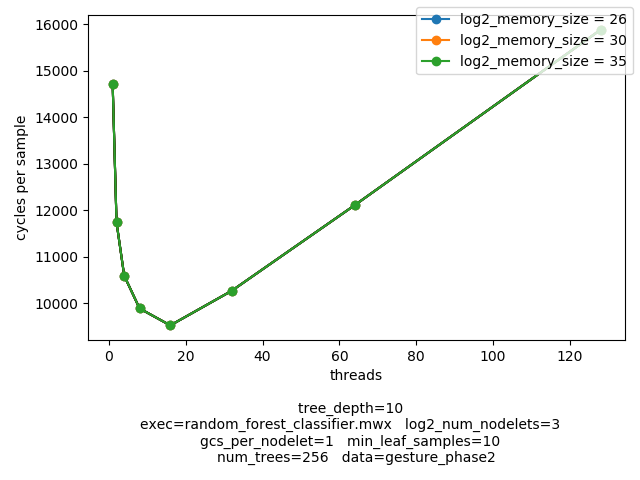 log2_memory_size = 26
log2_memory_size = 30
log2_memory_size = 35
16000
15000
14000
13000
12000
11000
10000
cycles per sample
0 20 40 60 80 100 120
threads
tree_depth=10
exec=random_forest_classifier.mwx log2_num_nodelets=3
gcs_per_nodelet=1 min_leaf_samples=10
num_trees=256 data=gesture_phase2